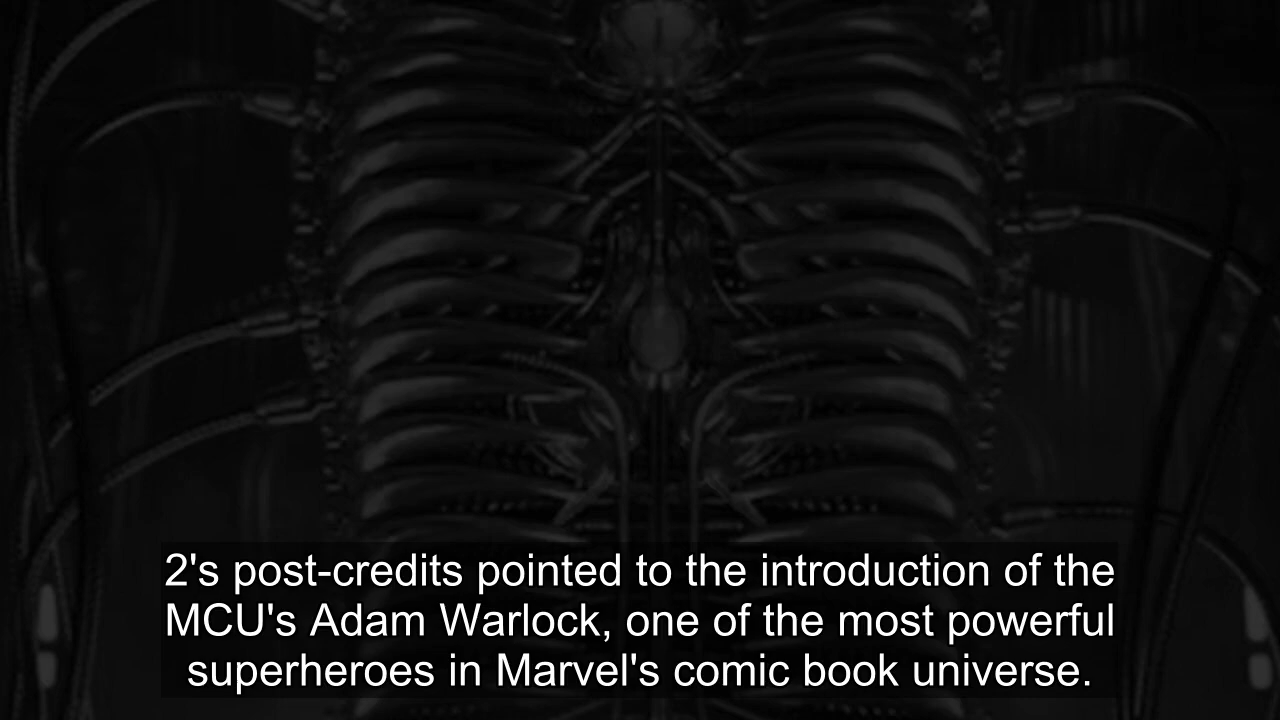 2's post-credits pointed to the introduction of the
MCU's Adam Warlock, one of the most powerful
superheroes in Marvel's comic book universe.